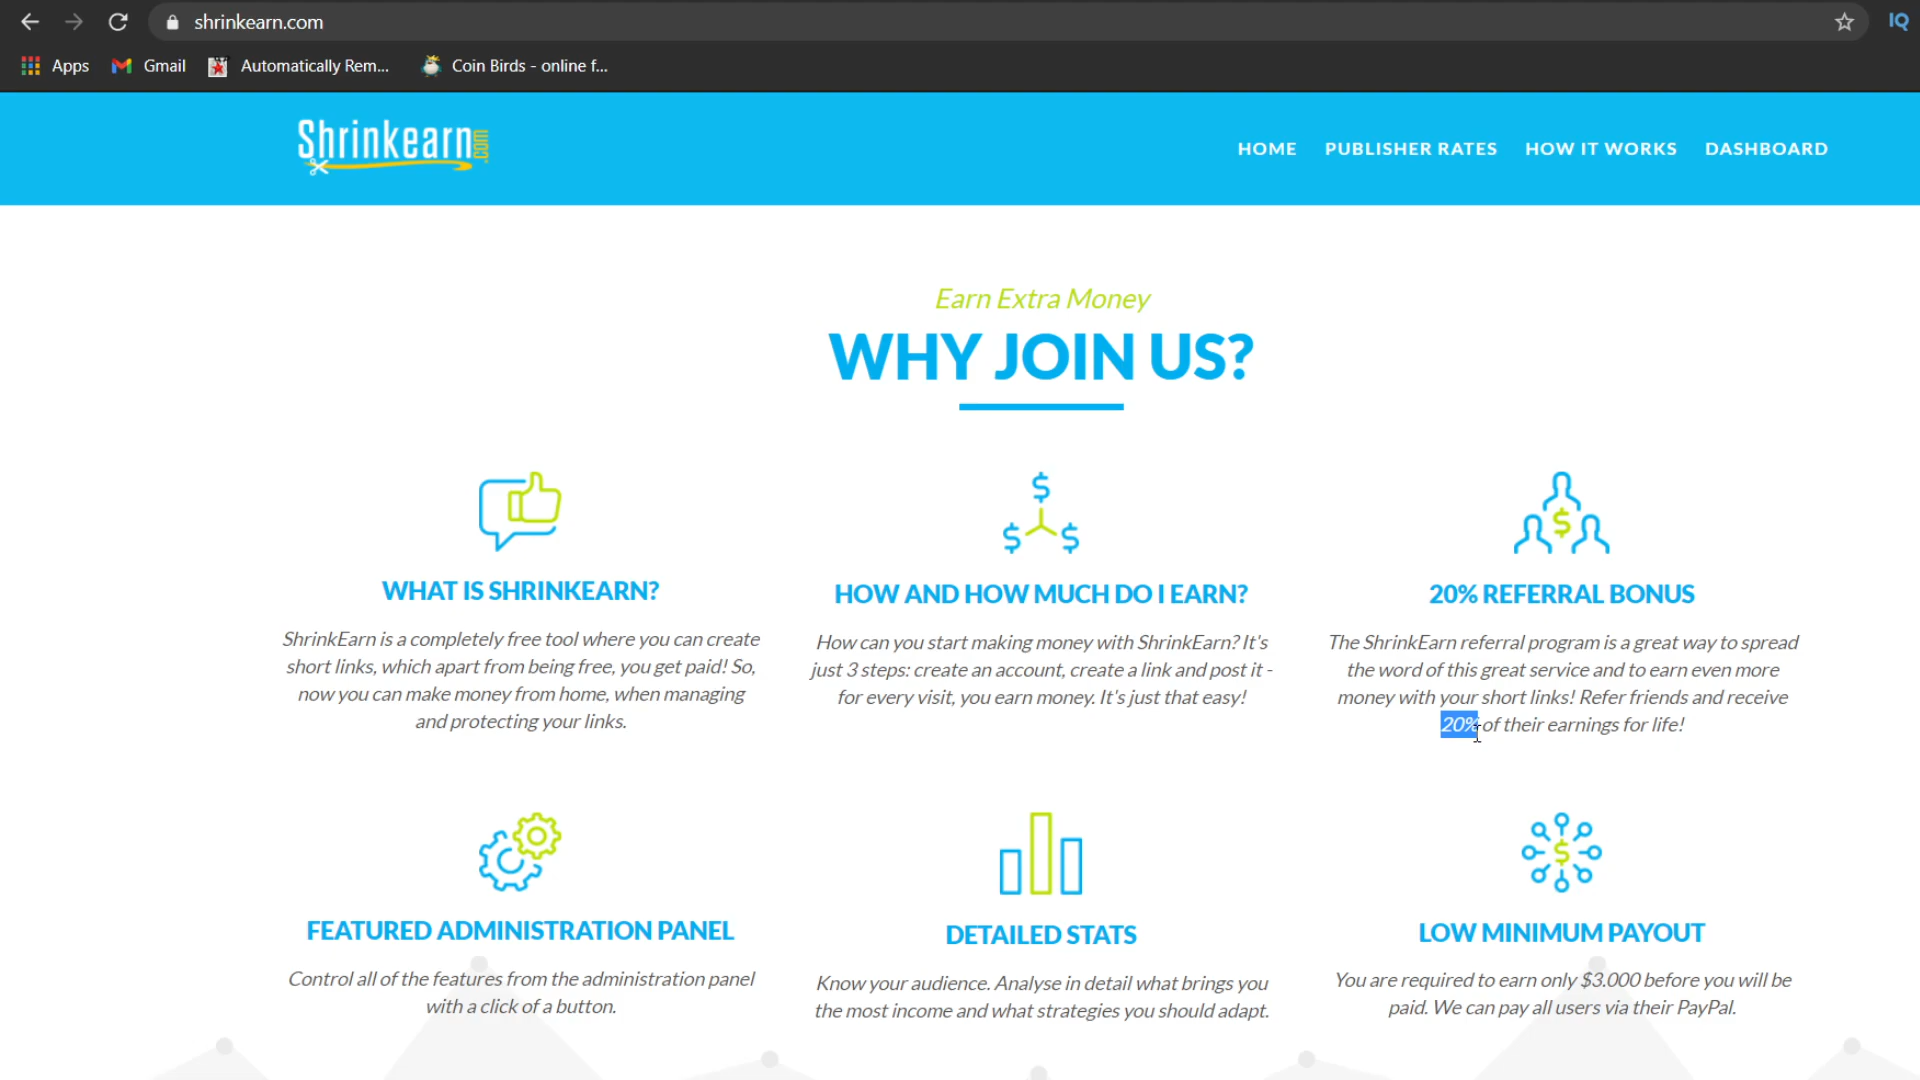 shrinkearn.com
IQ
Apps
Gmail
Automatically Rem...
Coin Birds - online f...
Shrinkearn.com
HOME
PUBLISHER RATES
HOW IT WORKS
DASHBOARD
Earn Extra Money
WHY JOIN US?
WHAT IS SHRINKEARN?
ShrinkEarn is a completely free tool where you can create
short links, which apart from being free, you get paid! So,
now you can make money from home, when managing
and protecting your links.
HOW AND HOW MUCH DO I EARN?
How can you start making money with ShrinkEarn? It's
just 3 steps: create an account, create a link and post it -
for every visit, you earn money. It's just that easy!
20% REFERRAL BONUS
The ShrinkEarn referral program is a great way to spread
the word of this great service and to earn even more
money with your short links! Refer friends and receive
20% of their earnings for life!
FEATURED ADMINISTRATION PANEL
Control all of the features from the administration panel
with a click of a button.
DETAILED STATS
Know your audience. Analyse in detail what brings you
the most income and what strategies you should adapt.
LOW MINIMUM PAYOUT
You are required to earn only $3.000 before you will be
paid. We can pay all users via their PayPal.